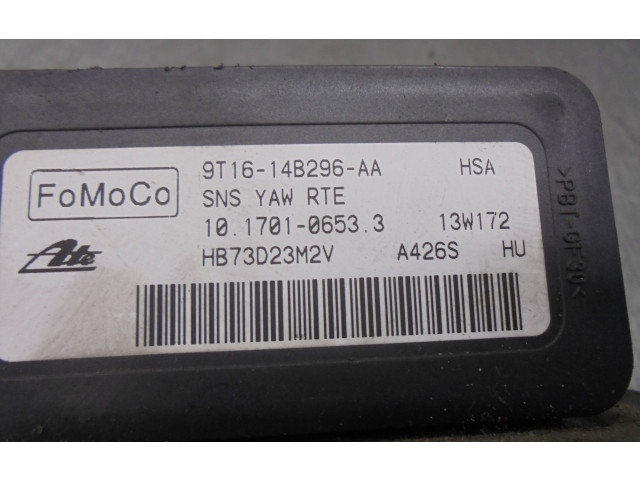 FoMoCo
9T16-14B296-AA HSA
SNS YAW RTE
10.1701-0653.3 13W172
Ate HB73D23M2V A426S HU
>PBT-GF30<